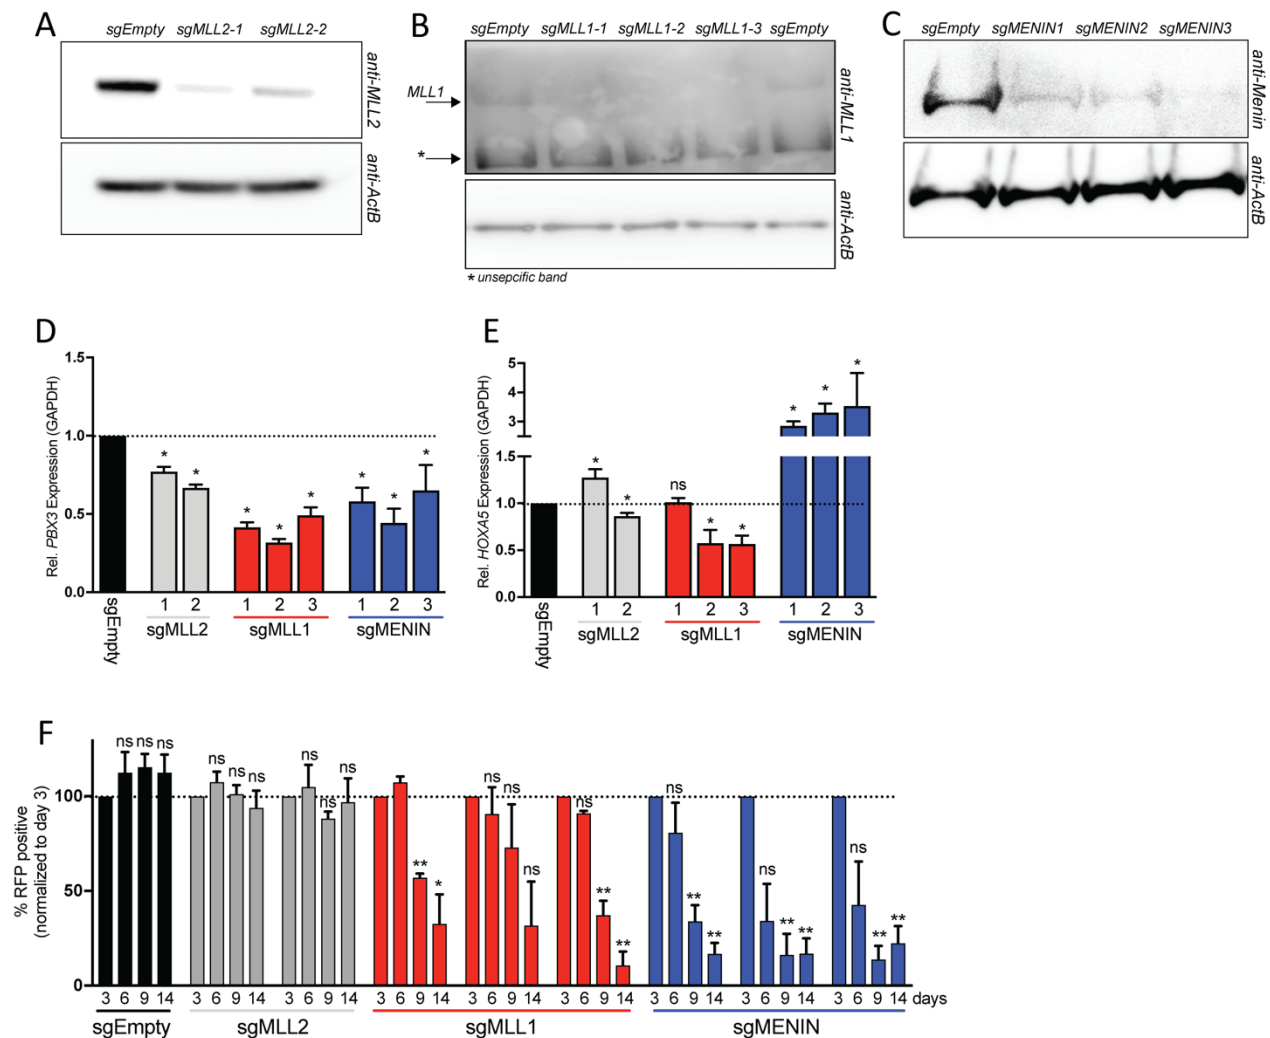 A
sgEmpty sgMLL2-1 sgMLL2-2
anti-MLL2
anti-ActB
B
sgEmpty sgMLL1-1 sgMLL1-2 sgMLL1-3 sgEmpty
MLL1
*
anti-MLL1
anti-ActB
* unsepcific band
C
sgEmpty sgMENIN1 sgMENIN2 sgMENIN3
anti-Menin
anti-ActB
D
Rel. PBX3 Expression (GAPDH)
1.5
1.0
0.5
0.0
* * * * * * * *
sgEmpty
1 2 1 2 3 1 2 3
sgMLL2 sgMLL1 sgMENIN
E
Rel. HOXA5 Expression (GAPDH)
5
4
3
1.5
1.0
0.5
0.0
* * ns * * * * *
sgEmpty
1 2 1 2 3 1 2 3
sgMLL2 sgMLL1 sgMENIN
F
% RFP positive
(normalized to day 3)
100
50
0
ns ns ns ns ns ns ns ns ns ** * ns ns ns ns ** ** ns ** ** ns ** ** ns ** **
3 6 9 14 3 6 9 14 3 6 9 14 3 6 9 14 3 6 9 14 3 6 9 14 3 6 9 14 3 6 9 14 3 6 9 14 days
sgEmpty sgMLL2 sgMLL1 sgMENIN